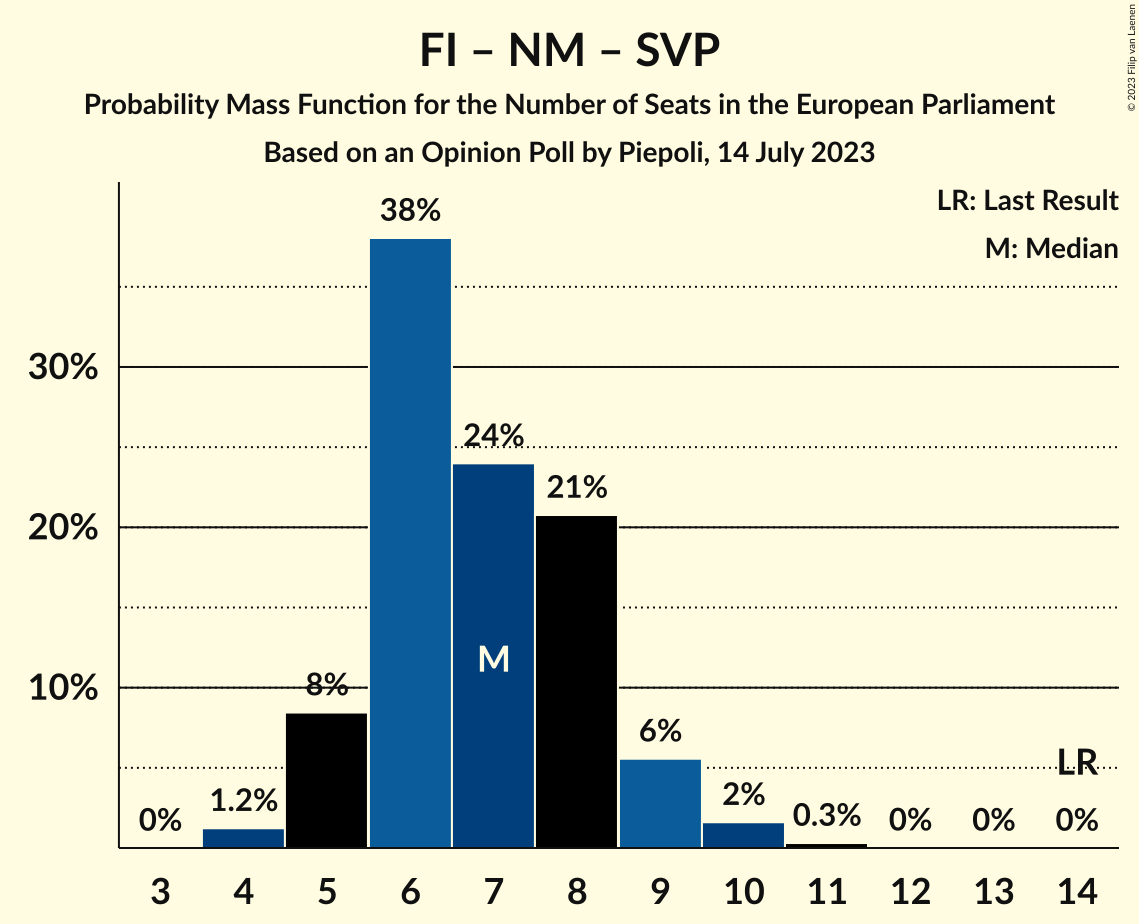 FI – NM – SVP
Probability Mass Function for the Number of Seats in the European Parliament
Based on an Opinion Poll by Piepoli, 14 July 2023
© 2023 Filip van Laenen
LR: Last Result
M: Median
38%
30%
24%
21%
20%
M
10%
8%
6%
LR
2%
1.2%
0.3%
0%
0%
0%
0%
3 4 5 6 7 8 9 10 11 12 13 14